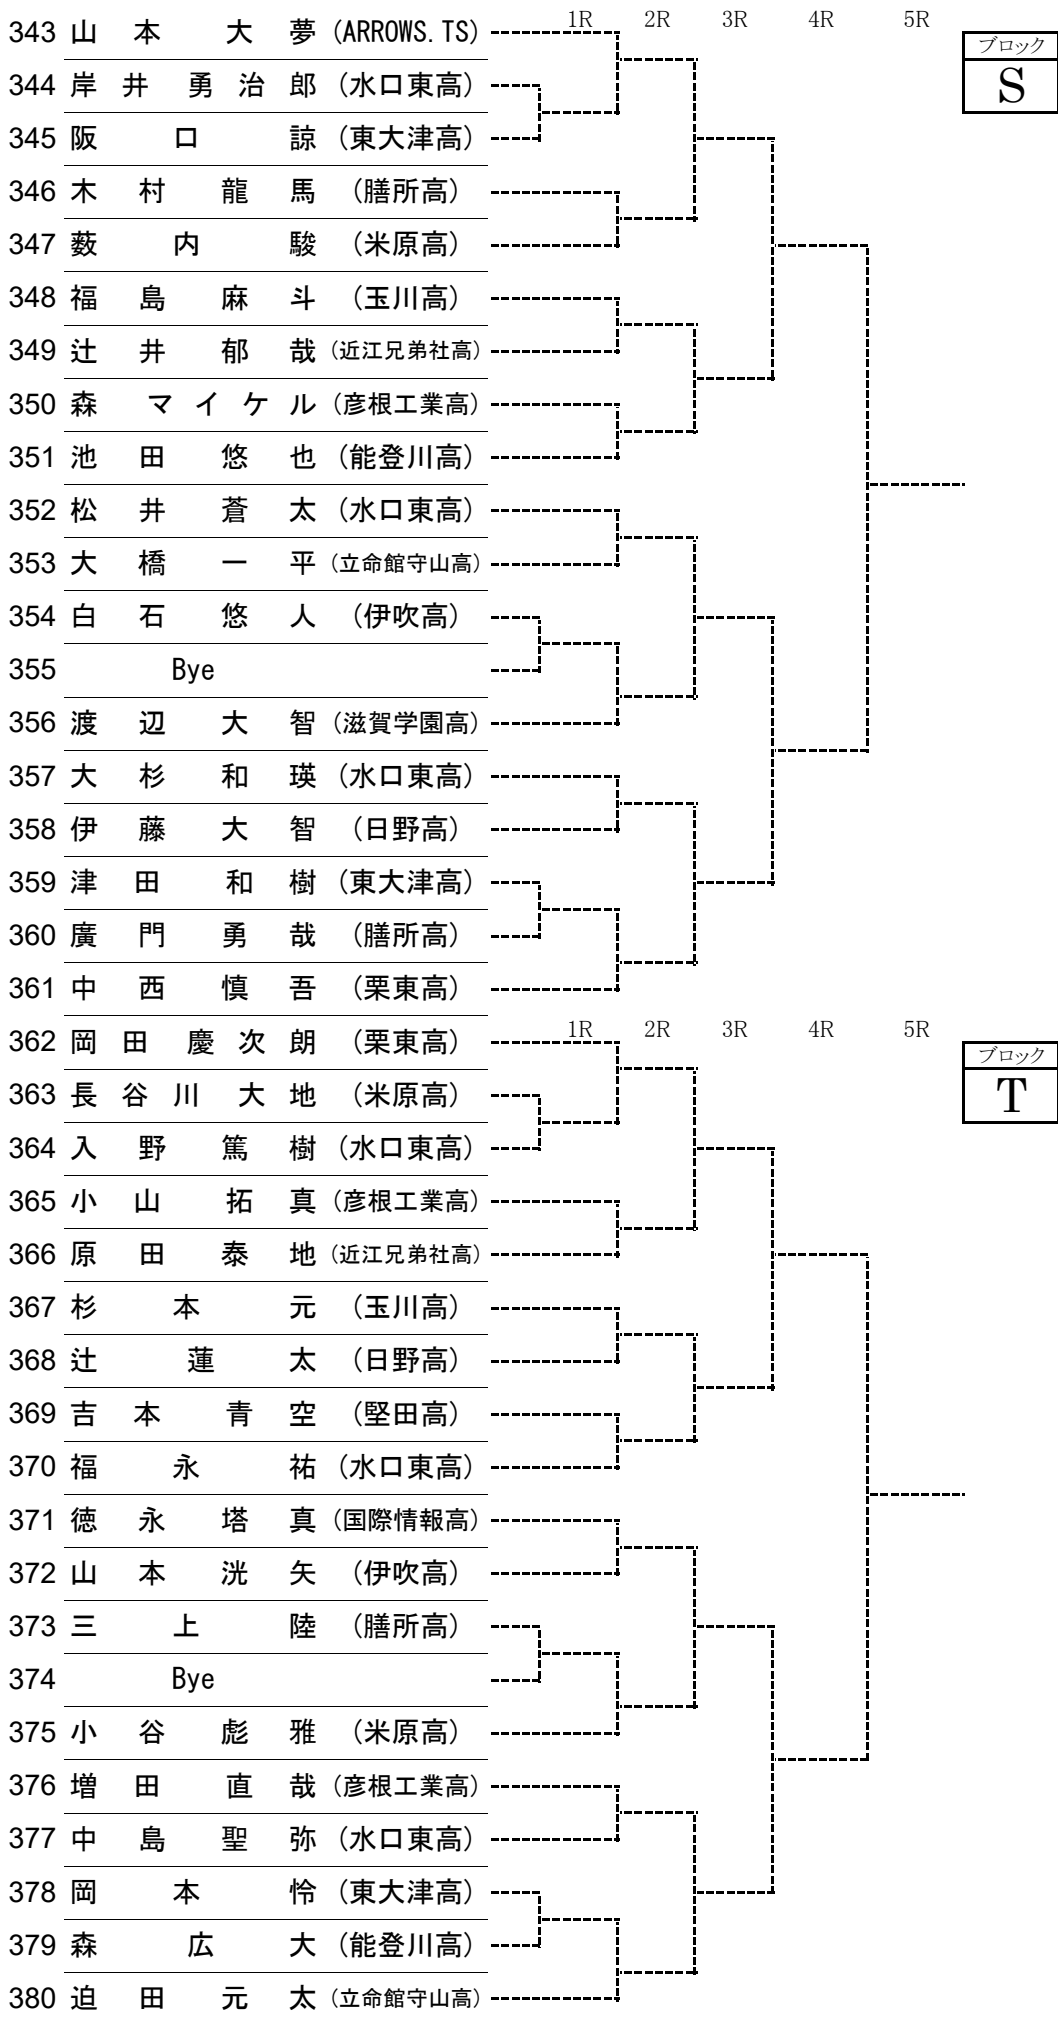 1R 2R 3R 4R 5R
343 山本大夢 (ARROWS.TS)
ブロック
S
344 岸井勇治郎 (水口東高)
345 阪口諒 (東大津高)
346 木村龍馬 (膳所高)
347 薮内駿 (米原高)
348 福島麻斗 (玉川高)
349 辻井郁哉 (近江兄弟社高)
350 森マイケル (彦根工業高)
351 池田悠也 (能登川高)
352 松井蒼太 (水口東高)
353 大橋一平 (立命館守山高)
354 白石悠人 (伊吹高)
355 Bye
356 渡辺大智 (滋賀学園高)
357 大杉和瑛 (水口東高)
358 伊藤大智 (日野高)
359 津田和樹 (東大津高)
360 廣門勇哉 (膳所高)
361 中西慎吾 (栗東高)
1R 2R 3R 4R 5R
362 岡田慶次朗 (栗東高)
ブロック
T
363 長谷川大地 (米原高)
364 入野篤樹 (水口東高)
365 小山拓真 (彦根工業高)
366 原田泰地 (近江兄弟社高)
367 杉本元 (玉川高)
368 辻蓮太 (日野高)
369 吉本青空 (堅田高)
370 福永祐 (水口東高)
371 徳永塔真 (国際情報高)
372 山本洸矢 (伊吹高)
373 三上陸 (膳所高)
374 Bye
375 小谷彪雅 (米原高)
376 増田直哉 (彦根工業高)
377 中島聖弥 (水口東高)
378 岡本怜 (東大津高)
379 森広大 (能登川高)
380 迫田元太 (立命館守山高)